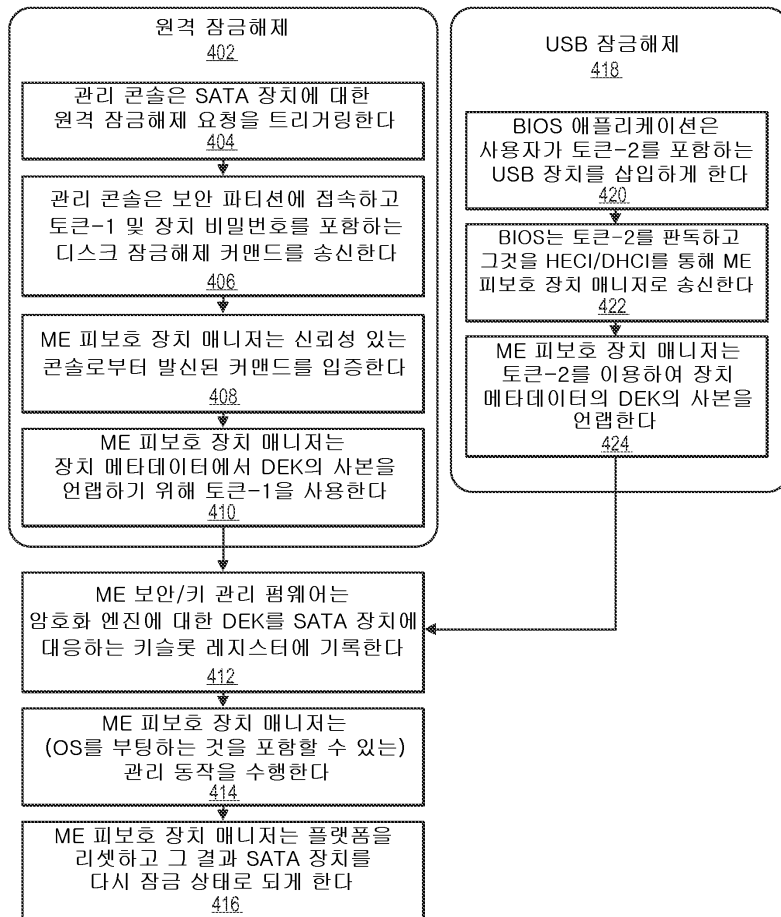 원격 잠금해제
402
관리 콘솔은 SATA 장치에 대한
원격 잠금해제 요청을 트리거링한다
404
관리 콘솔은 보안 파티션에 접속하고
토큰-1 및 장치 비밀번호를 포함하는
디스크 잠금해제 커맨드를 송신한다
406
ME 피보호 장치 매니저는 신뢰성 있는
콘솔로부터 발신된 커맨드를 입증한다
408
ME 피보호 장치 매니저는
장치 메타데이터에서 DEK의 사본을
언랩하기 위해 토큰-1을 사용한다
410
USB 잠금해제
418
BIOS 애플리케이션은
사용자가 토큰-2를 포함하는
USB 장치를 삽입하게 한다
420
BIOS는 토큰-2를 판독하고
그것을 HECI/DHCI를 통해 ME
피보호 장치 매니저로 송신한다
422
ME 피보호 장치 매니저는
토큰-2를 이용하여 장치
메타데이터의 DEK의 사본을
언랩한다
424
ME 보안/키 관리 펌웨어는
암호화 엔진에 대한 DEK를 SATA 장치에
대응하는 키슬롯 레지스터에 기록한다
412
ME 피보호 장치 매니저는
(OS를 부팅하는 것을 포함할 수 있는)
관리 동작을 수행한다
414
ME 피보호 장치 매니저는 플랫폼을
리셋하고 그 결과 SATA 장치를
다시 잠금 상태로 되게 한다
416